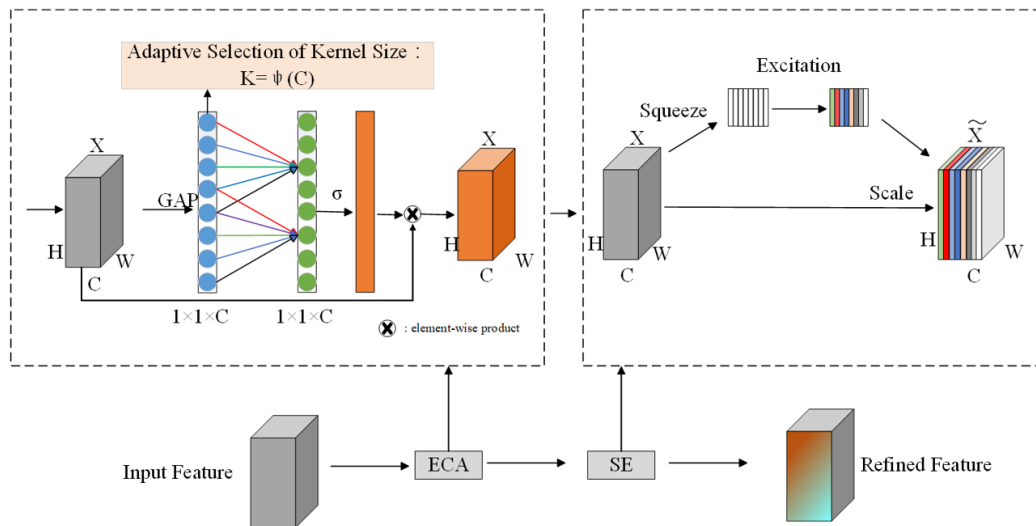 Adaptive Selection of Kernel Size：
K= ψ (C)
X
GAP
H
W
C
1×1×C
1×1×C
σ
X
H
W
C
: element-wise product
Excitation
Squeeze
X
H
W
C
Scale
X̃
H
W
C
Input Feature
ECA
SE
Refined Feature